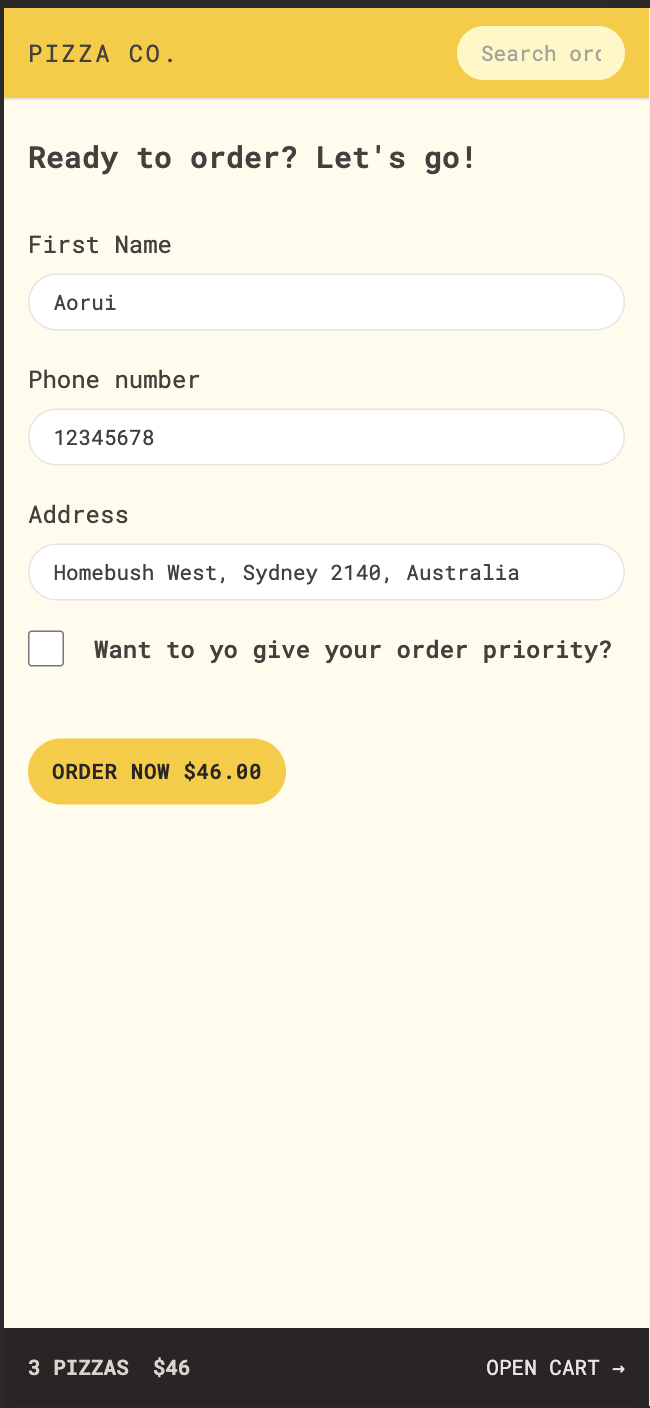 PIZZA CO.
Search orc
Ready to order? Let's go!
First Name
Aorui
Phone number
12345678
Address
Homebush West, Sydney 2140, Australia
Want to yo give your order priority?
ORDER NOW $46.00
3 PIZZAS $46
OPEN CART →